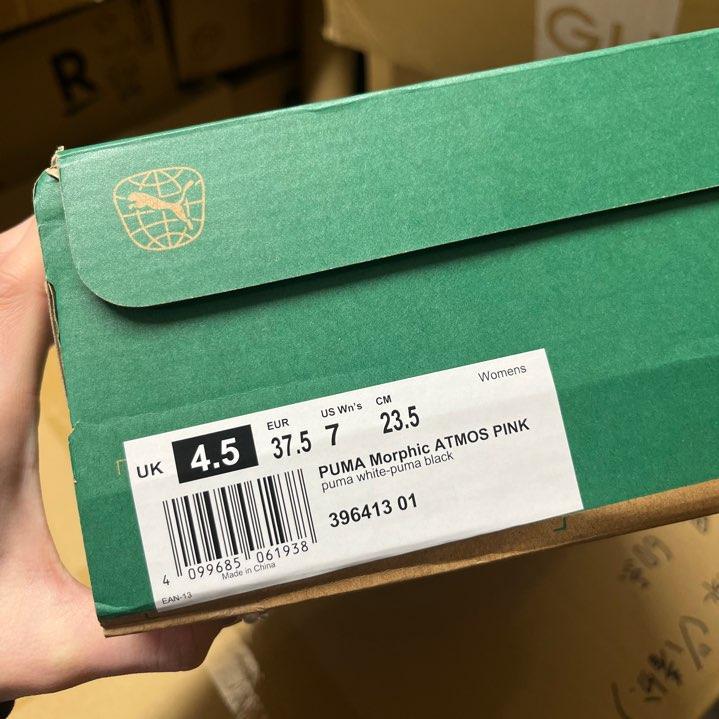 R
GU
Womens
UK 4.5
EUR 37.5
US Wn's 7
CM 23.5
PUMA Morphic ATMOS PINK
puma white-puma black
396413 01
4 099685 061938
Made in China
EAN-13